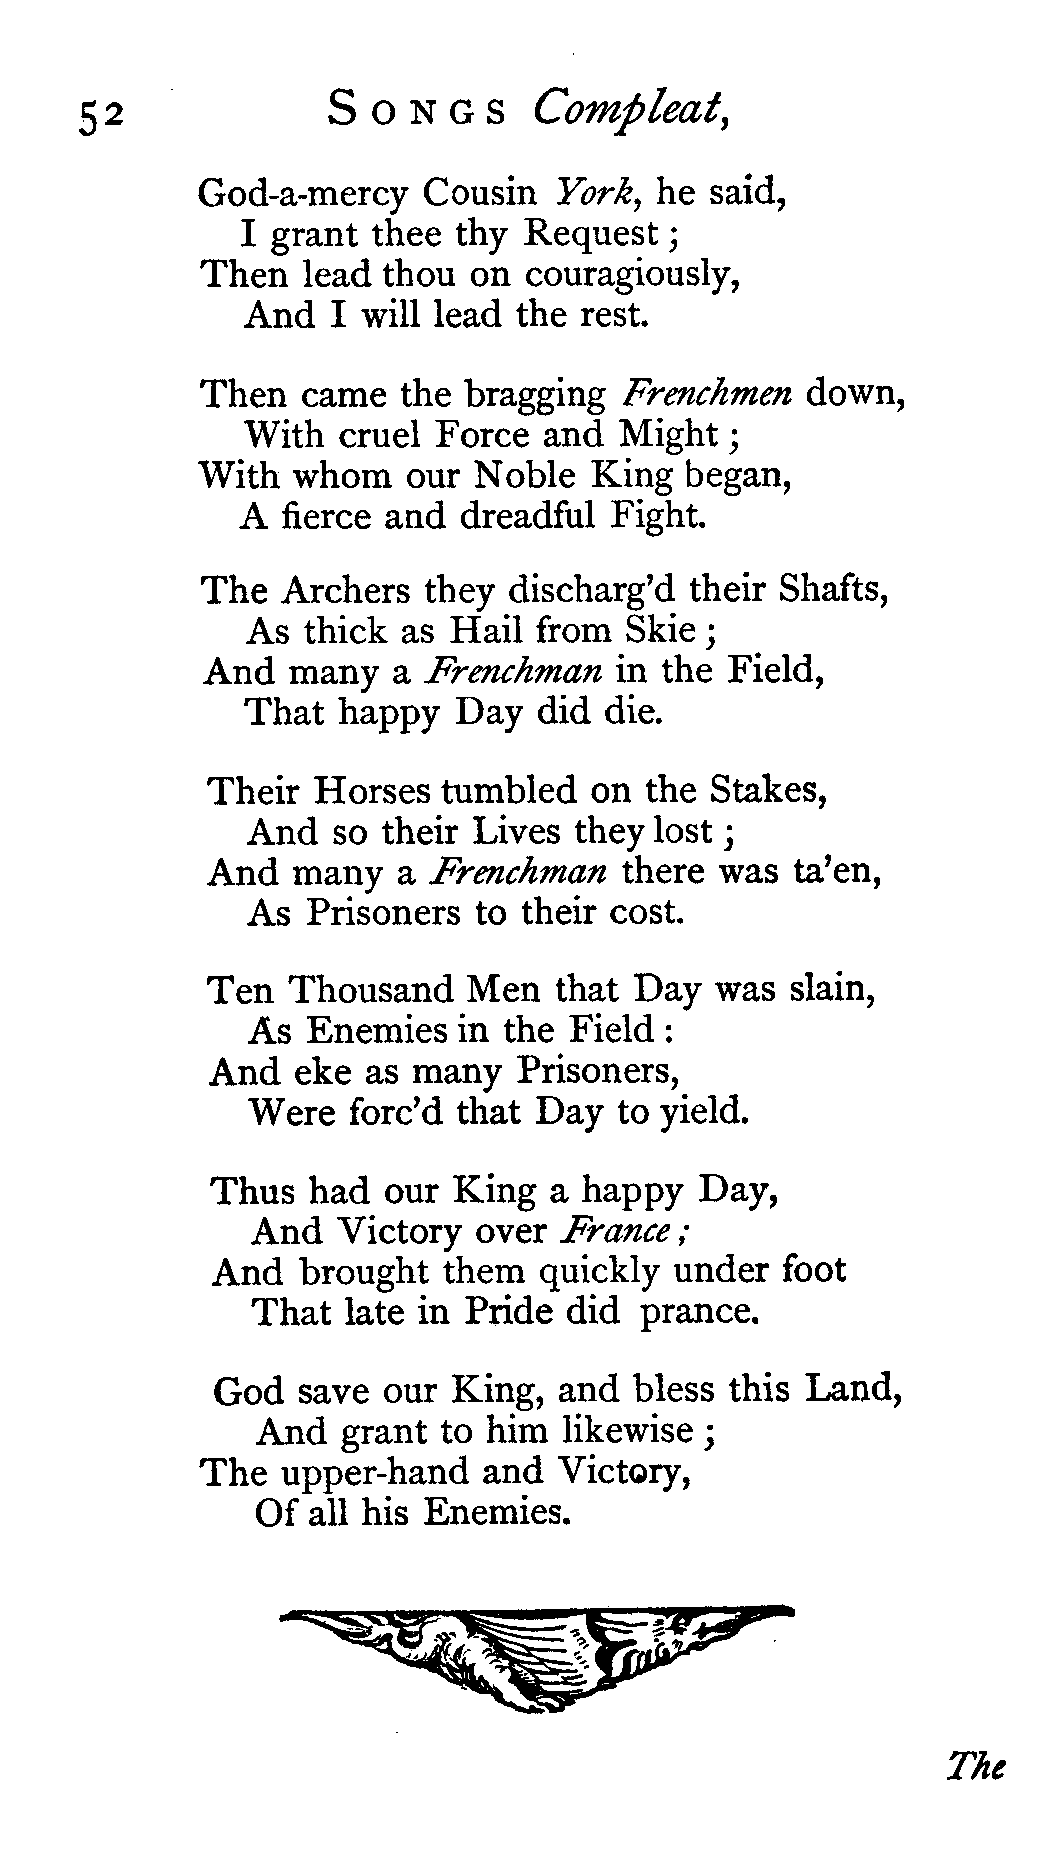 52 SONGS Compleat,
God-a-mercy Cousin York, he said,
I grant thee thy Request ;
Then lead thou on couragiously,
And I will lead the rest.
Then came the bragging Frenchmen down,
With cruel Force and Might ;
With whom our Noble King began,
A fierce and dreadful Fight.
The Archers they discharg'd their Shafts,
As thick as Hail from Skie ;
And many a Frenchman in the Field,
That happy Day did die.
Their Horses tumbled on the Stakes,
And so their Lives they lost ;
And many a Frenchman there was ta'en,
As Prisoners to their cost.
Ten Thousand Men that Day was slain,
As Enemies in the Field :
And eke as many Prisoners,
Were forc'd that Day to yield.
Thus had our King a happy Day,
And Victory over France ;
And brought them quickly under foot
That late in Pride did prance.
God save our King, and bless this Land,
And grant to him likewise ;
The upper-hand and Victory,
Of all his Enemies.
The